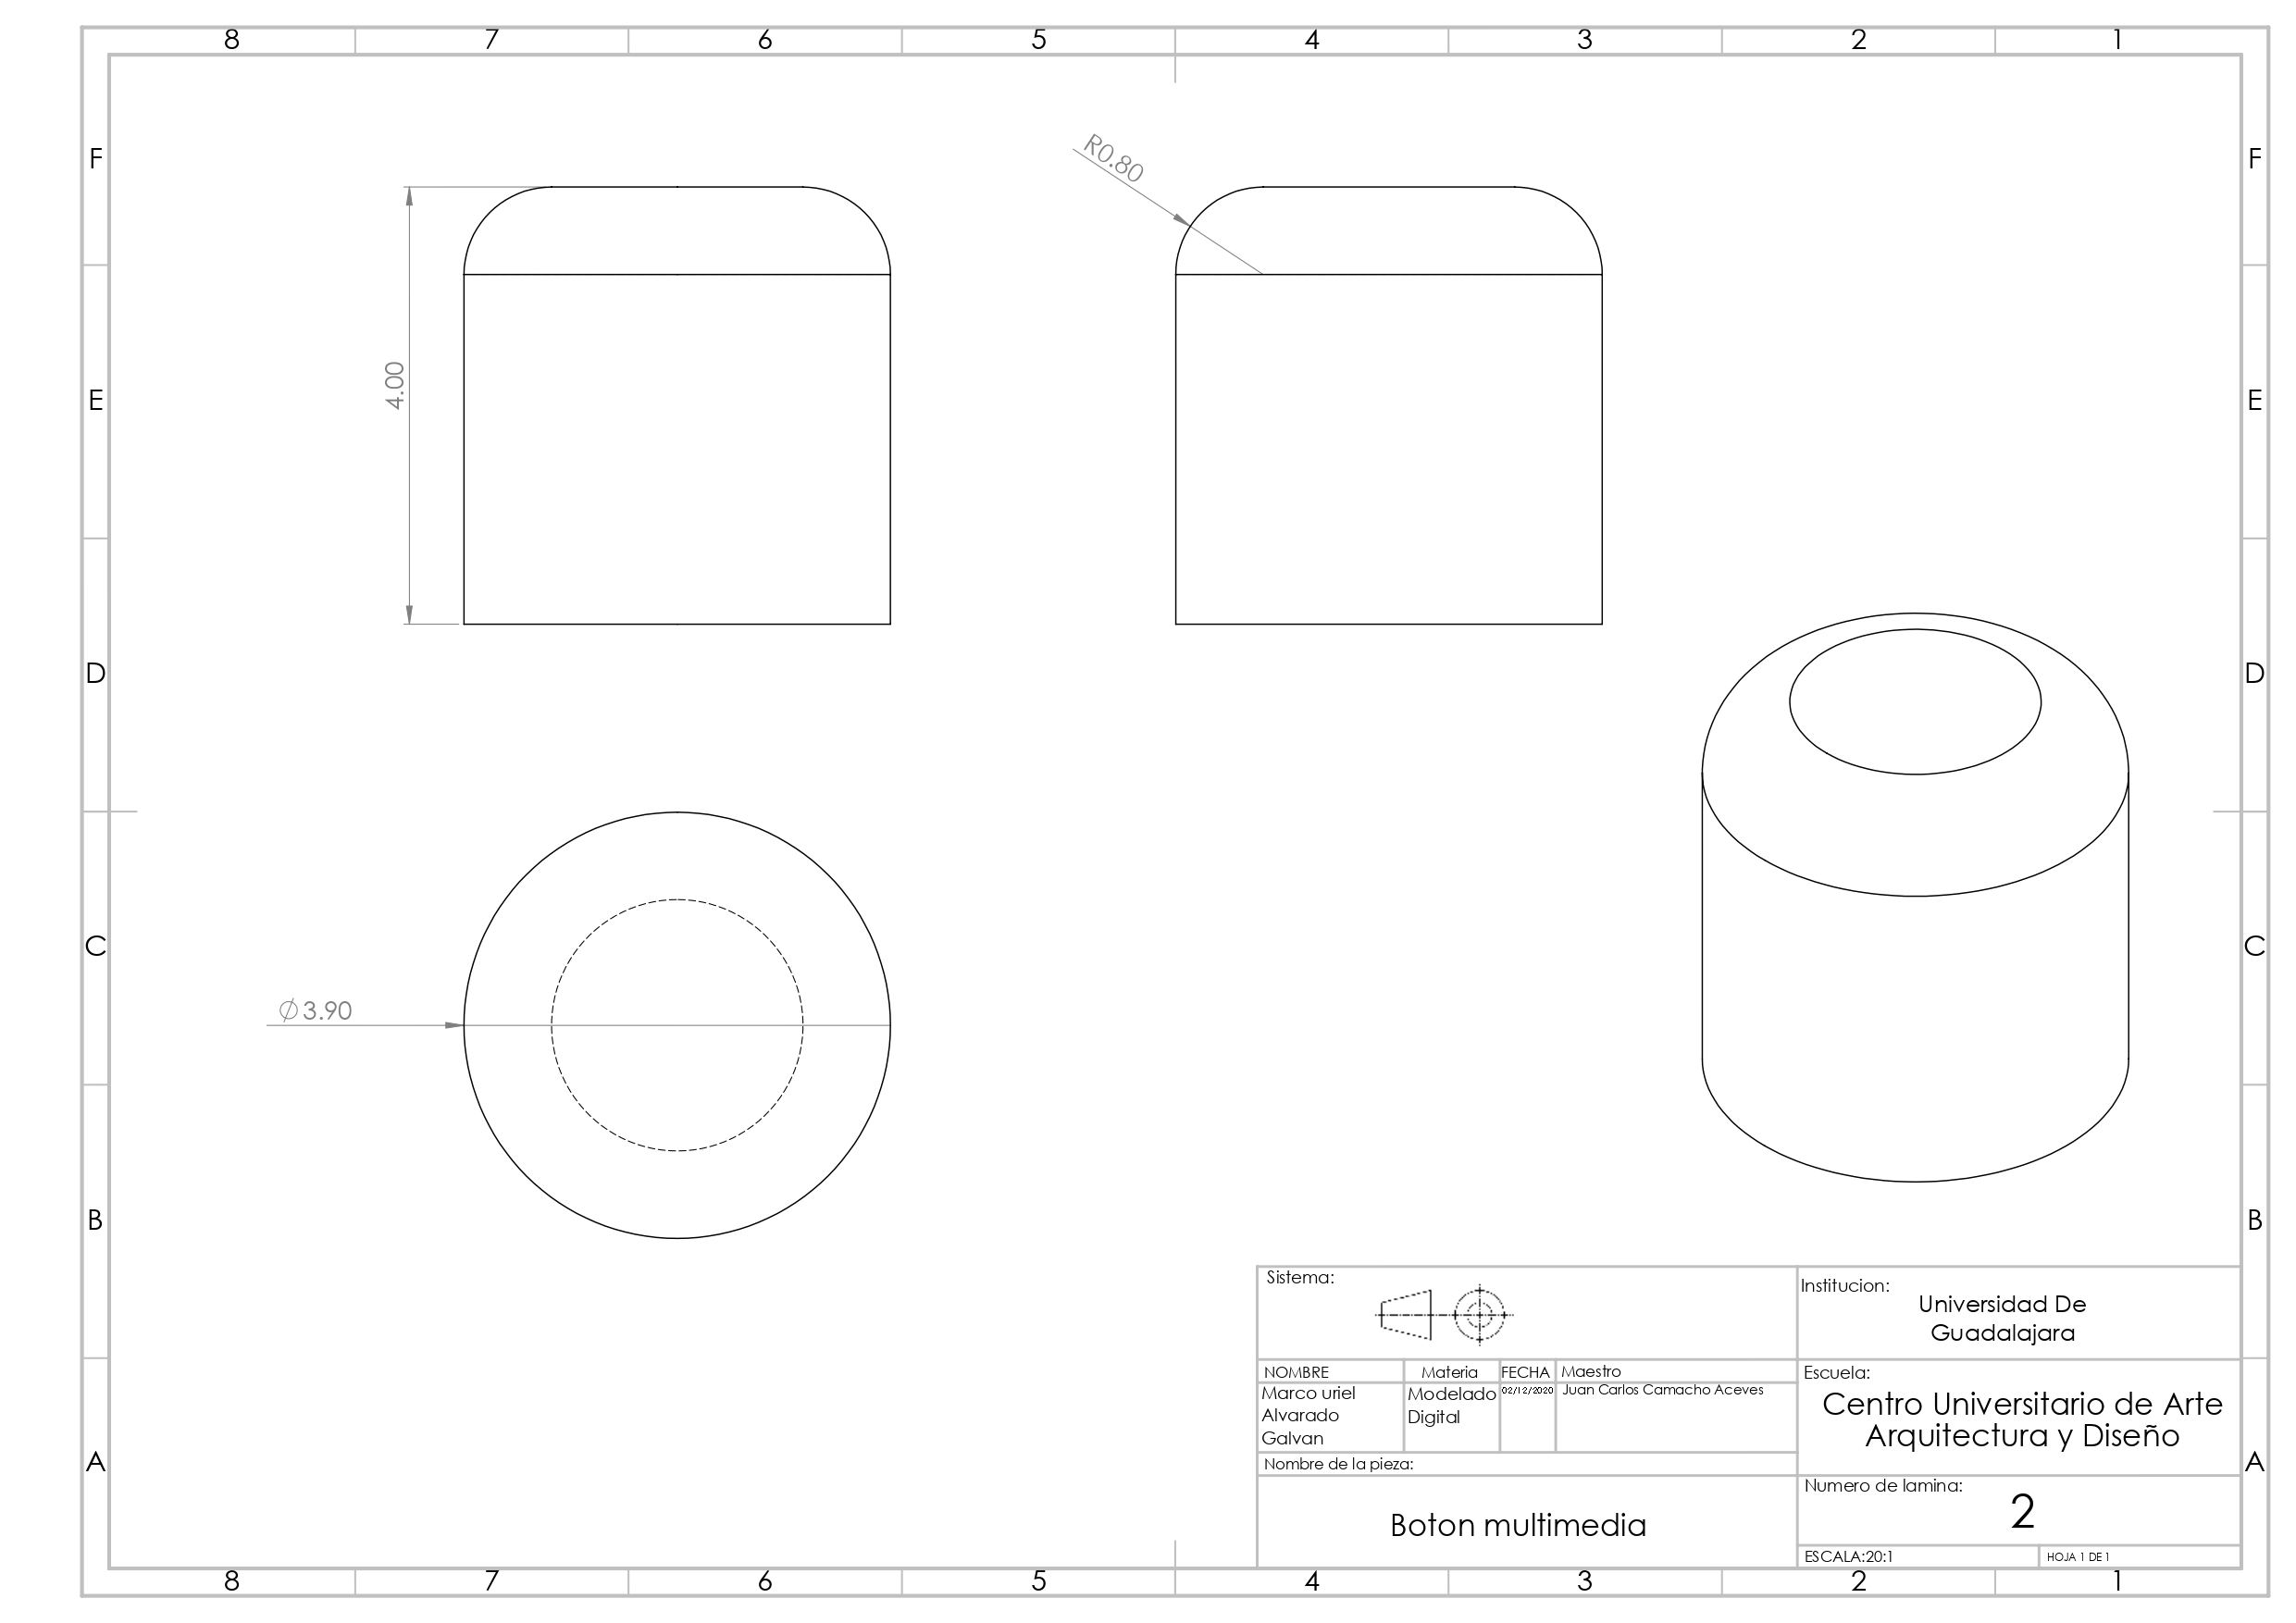 8 7 6 5 4 3 2 1
F F
R0.80
4.00
E E
D D
C C
⌀3.90
B B
Sistema:
Institucion:
Universidad De
Guadalajara
NOMBRE Materia FECHA Maestro
Marco uriel
Alvarado
Galvan
Modelado
Digital
02/12/2020
Juan Carlos Camacho Aceves
Escuela:
Centro Universitario de Arte
Arquitectura y Diseño
A A
Nombre de la pieza:
Boton multimedia
Numero de lamina:
2
ESCALA:20:1 HOJA 1 DE 1
8 7 6 5 4 3 2 1